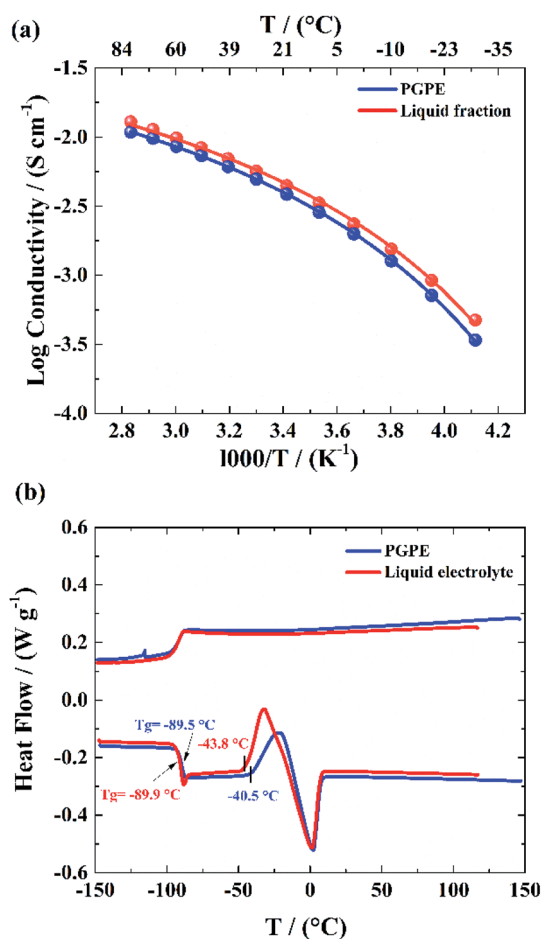 (a)
T / (°C)
84 60 39 21 5 -10 -23 -35
-1.5
PGPE
Liquid fraction
-2.0
-2.5
-3.0
-3.5
-4.0
Log Conductivity / (S cm⁻¹)
2.8 3.0 3.2 3.4 3.6 3.8 4.0 4.2
l000/T / (K⁻¹)
(b)
0.6
PGPE
Liquid electrolyte
0.4
0.2
0.0
Tg= -89.5 °C
-43.8 °C
-0.2
Tg= -89.9 °C
-40.5 °C
-0.4
-0.6
Heat Flow / (W g⁻¹)
-150 -100 -50 0 50 100 150
T / (°C)